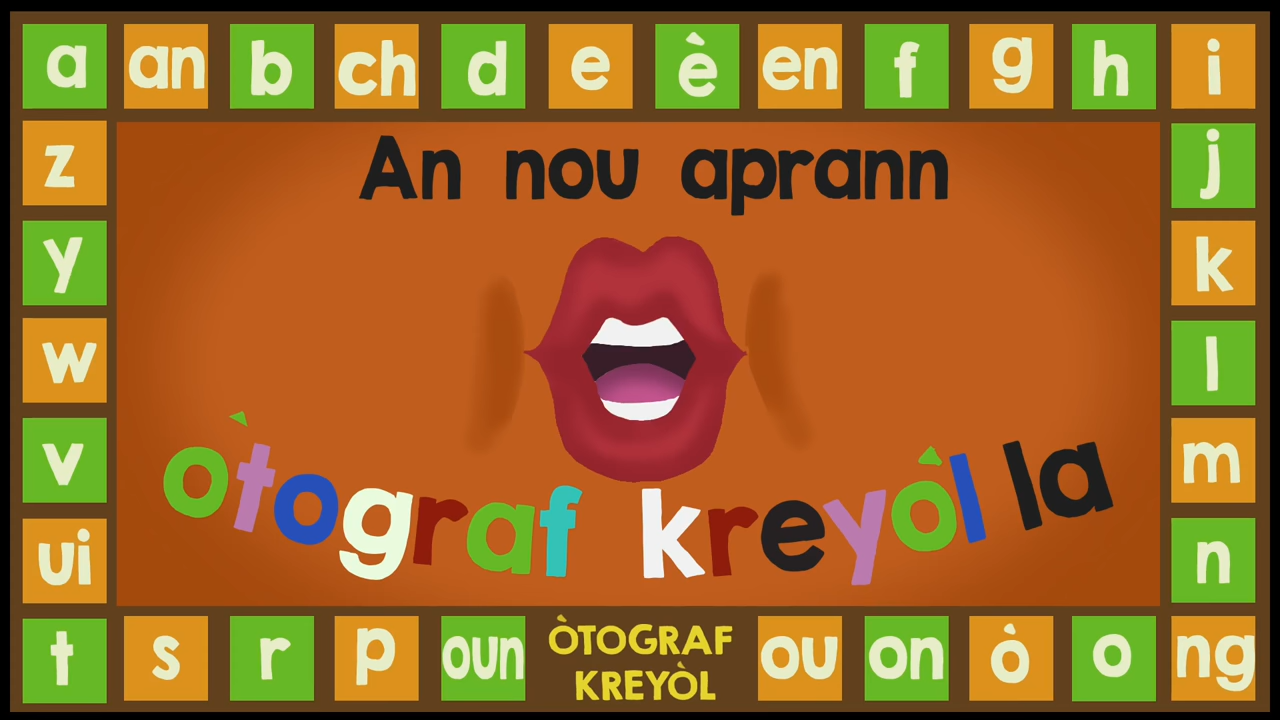 a an b ch d e è en f g h i
z j
y k
w l
v m
ui n
An nou aprann
òtograf kreyòl la
t s r p oun ou on ò o ng
ÒTOGRAF
KREYÒL